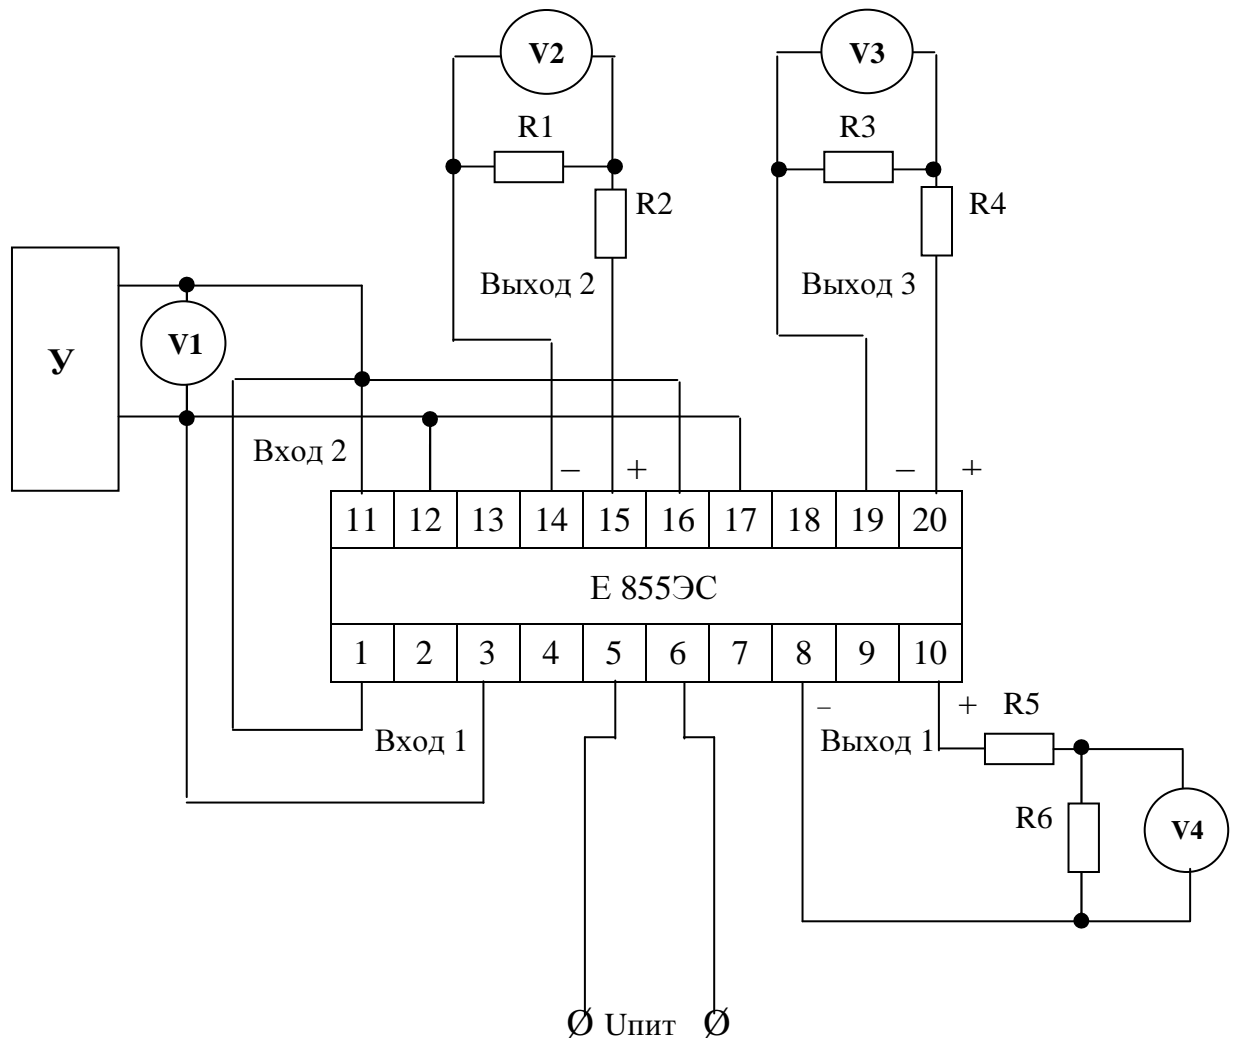 V2
V3
R1
R3
R2
R4
Выход 2
Выход 3
У
V1
Вход 2
– +
– +
11 12 13 14 15 16 17 18 19 20
Е 855ЭС
1 2 3 4 5 6 7 8 9 10
– + R5
Вход 1
Выход 1
R6
V4
Ø Uпит Ø